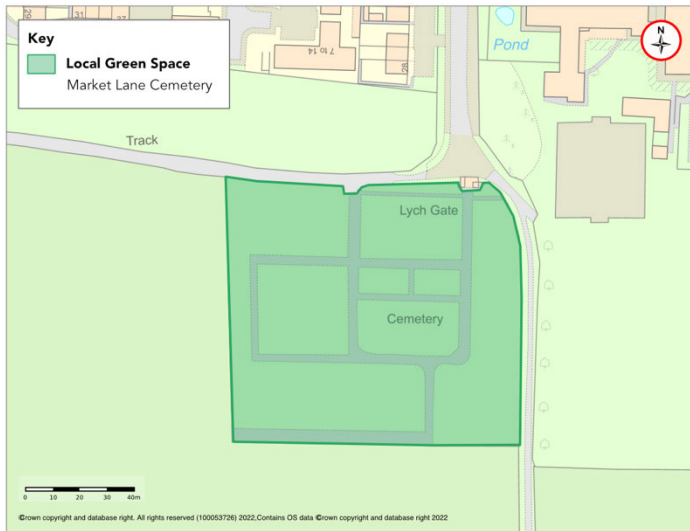 Key
Local Green Space
Market Lane Cemetery
31
29
7 to 14
28
Pond
N
Track
Lych Gate
Cemetery
0 10 20 30 40m
©rown copyright and database right. All rights reserved (100053726) 2022,Contains OS data ©rown copyright and database right 2022